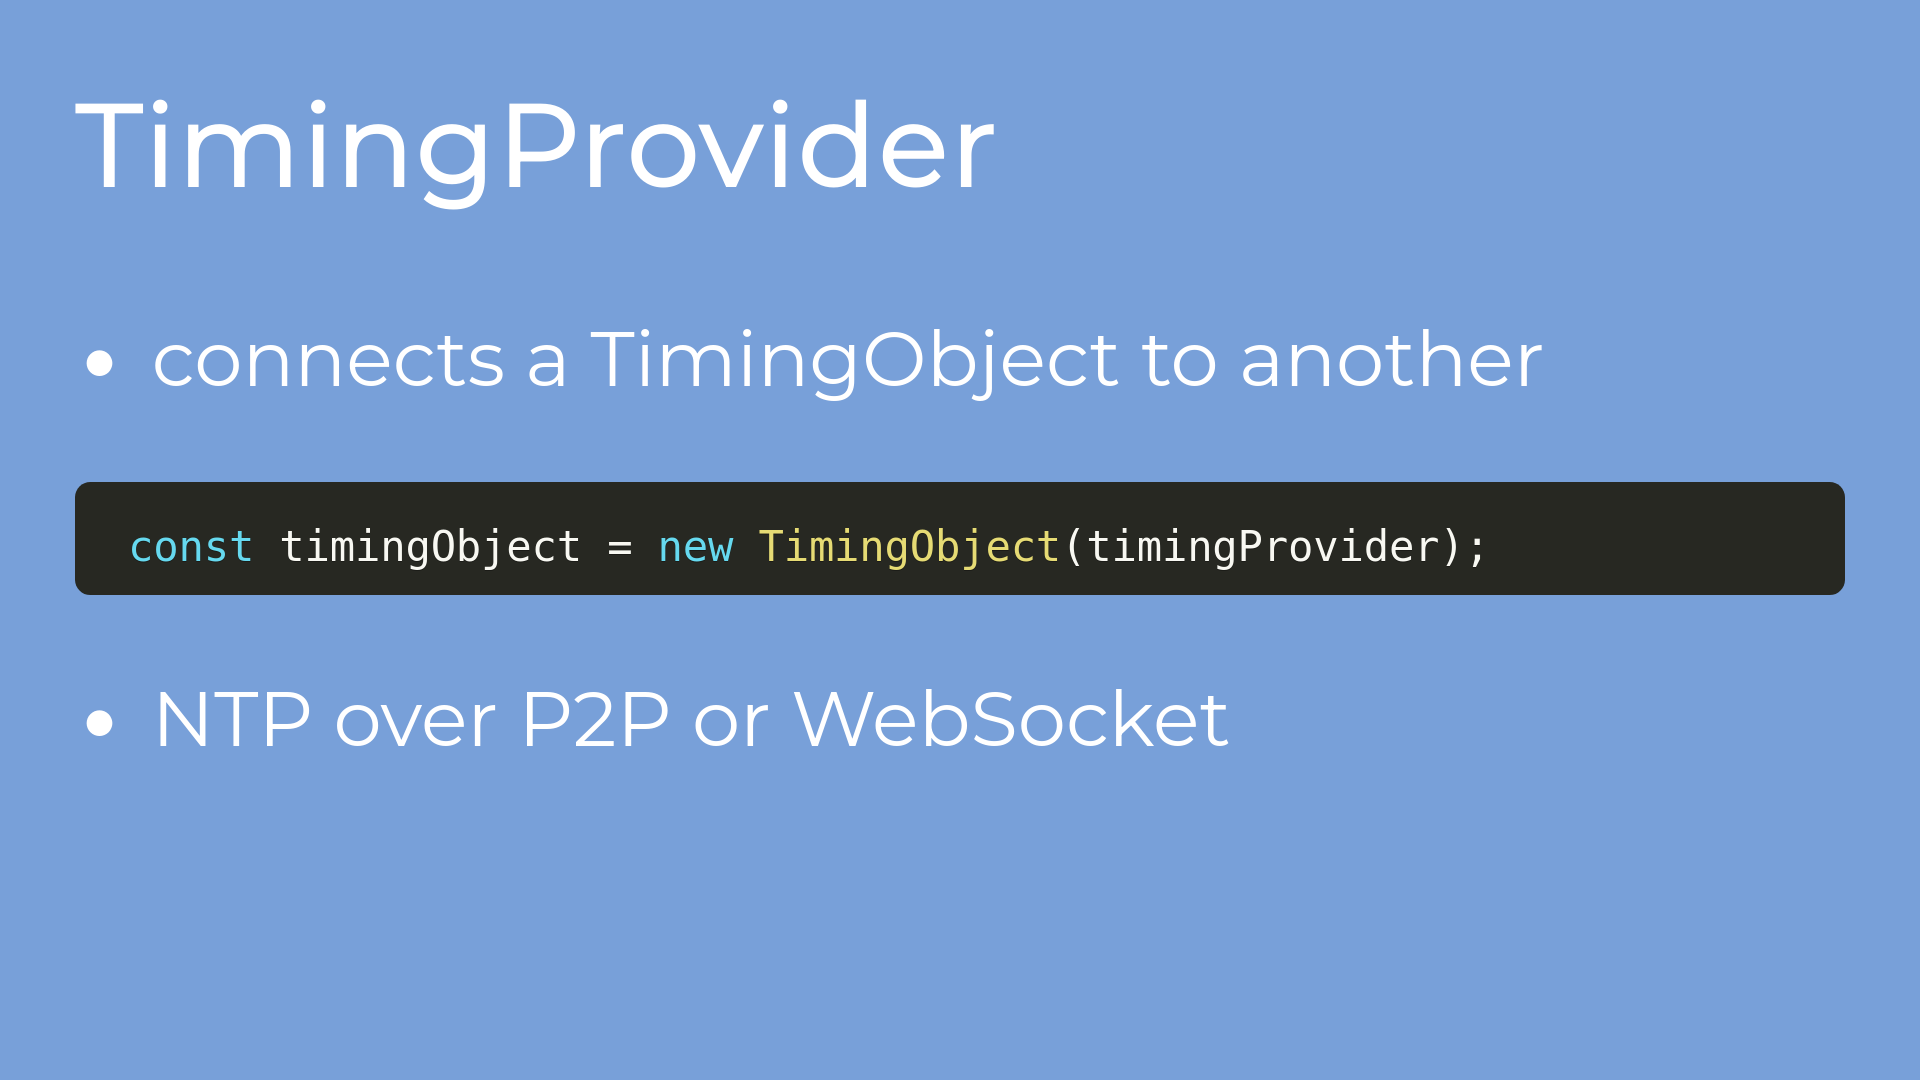 TimingProvider
• connects a TimingObject to another
const timingObject = new TimingObject(timingProvider);
• NTP over P2P or WebSocket